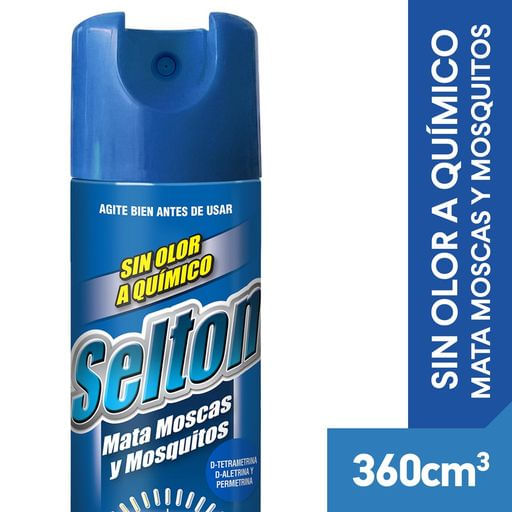 AGITE BIEN ANTES DE USAR
SIN OLOR
A QUÍMICO
Selton
Mata Moscas
y Mosquitos
D-TETRAMETRINA
D-ALETRINA Y
PERMETRINA
SIN OLOR A QUÍMICO
MATA MOSCAS Y MOSQUITOS
360cm³